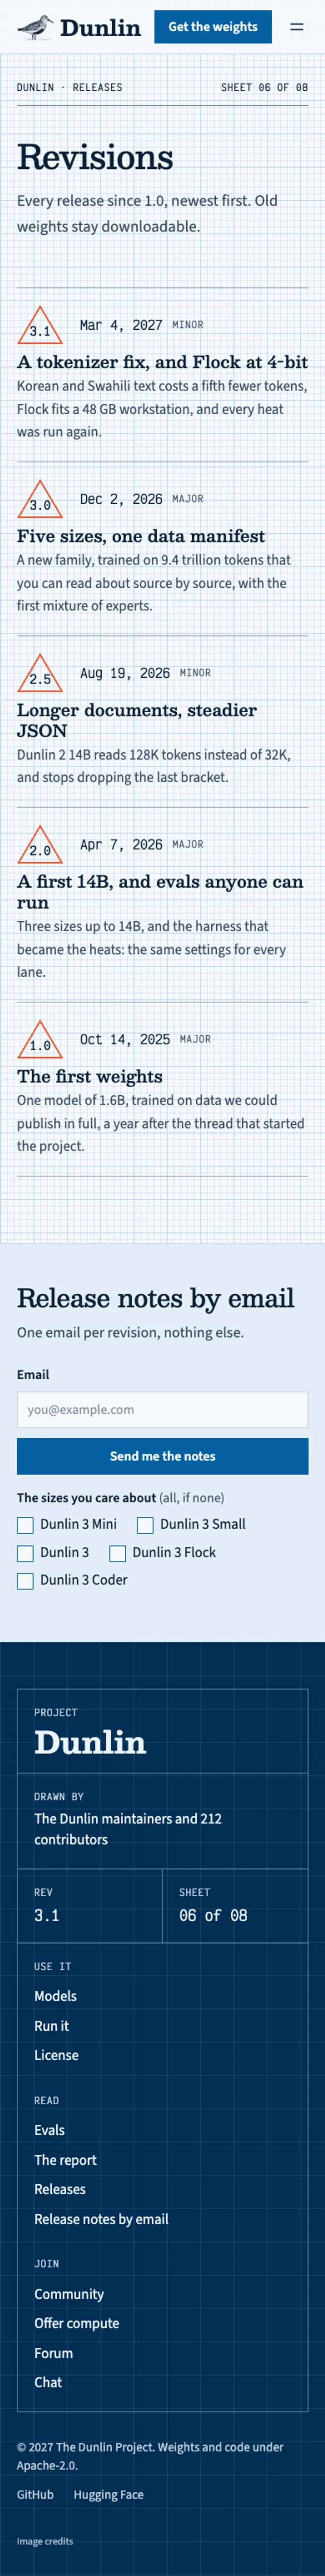 Dunlin
Get the weights
DUNLIN · RELEASES
SHEET 06 OF 08
Revisions
Every release since 1.0, newest first. Old
weights stay downloadable.
3.1
Mar 4, 2027 MINOR
A tokenizer fix, and Flock at 4-bit
Korean and Swahili text costs a fifth fewer tokens,
Flock fits a 48 GB workstation, and every heat
was run again.
3.0
Dec 2, 2026 MAJOR
Five sizes, one data manifest
A new family, trained on 9.4 trillion tokens that
you can read about source by source, with the
first mixture of experts.
2.5
Aug 19, 2026 MINOR
Longer documents, steadier
JSON
Dunlin 2 14B reads 128K tokens instead of 32K,
and stops dropping the last bracket.
2.0
Apr 7, 2026 MAJOR
A first 14B, and evals anyone can
run
Three sizes up to 14B, and the harness that
became the heats: the same settings for every
lane.
1.0
Oct 14, 2025 MAJOR
The first weights
One model of 1.6B, trained on data we could
publish in full, a year after the thread that started
the project.
Release notes by email
One email per revision, nothing else.
Email
you@example.com
Send me the notes
The sizes you care about (all, if none)
Dunlin 3 Mini
Dunlin 3 Small
Dunlin 3
Dunlin 3 Flock
Dunlin 3 Coder
PROJECT
Dunlin
DRAWN BY
The Dunlin maintainers and 212
contributors
REV
3.1
SHEET
06 of 08
USE IT
Models
Run it
License
READ
Evals
The report
Releases
Release notes by email
JOIN
Community
Offer compute
Forum
Chat
© 2027 The Dunlin Project. Weights and code under
Apache-2.0.
GitHub
Hugging Face
Image credits